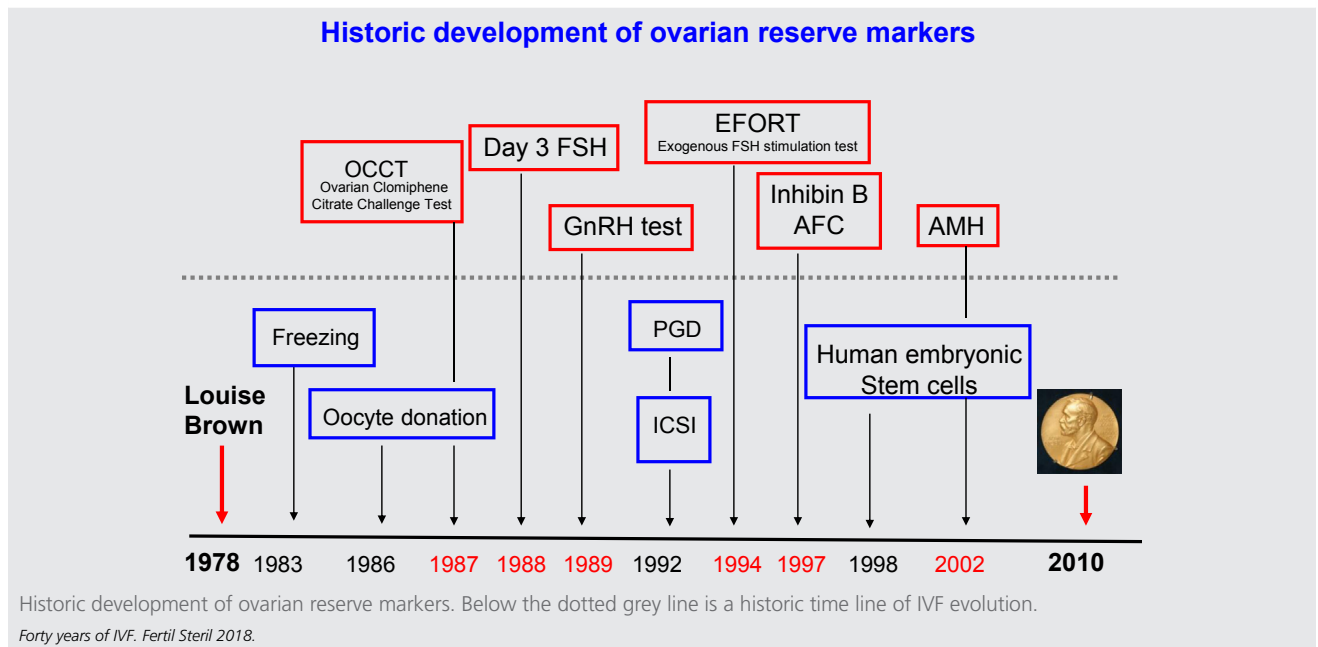 Historic development of ovarian reserve markers
EFORT
Exogenous FSH stimulation test
Day 3 FSH
OCCT
Ovarian Clomiphene
Citrate Challenge Test
Inhibin B
AFC
GnRH test
AMH
Freezing
PGD
Human embryonic
Stem cells
Louise
Brown
Oocyte donation
ICSI
1978 1983 1986 1987 1988 1989 1992 1994 1997 1998 2002 2010
Historic development of ovarian reserve markers. Below the dotted grey line is a historic time line of IVF evolution.
Forty years of IVF. Fertil Steril 2018.